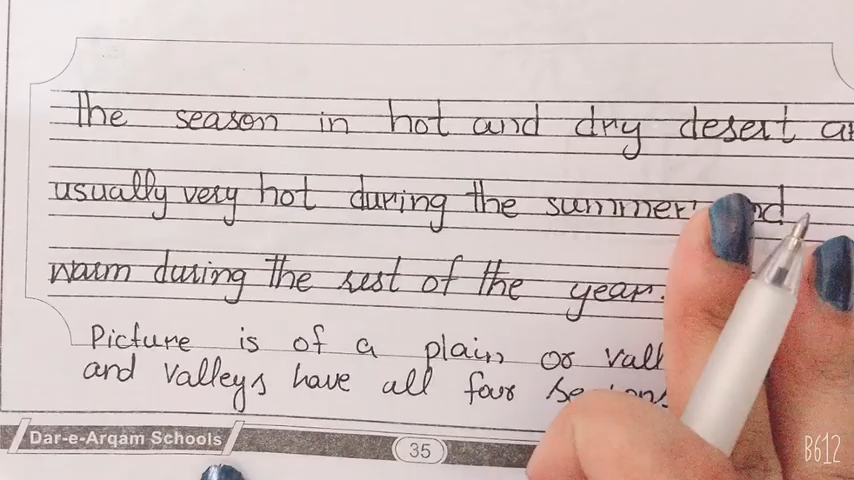 The season in hot and dry desert
usually very hot during the summer
warm during the rest of the year.
Picture is of a plain or
and valleys have all four
Dar-e-Arqam Schools
35
B612